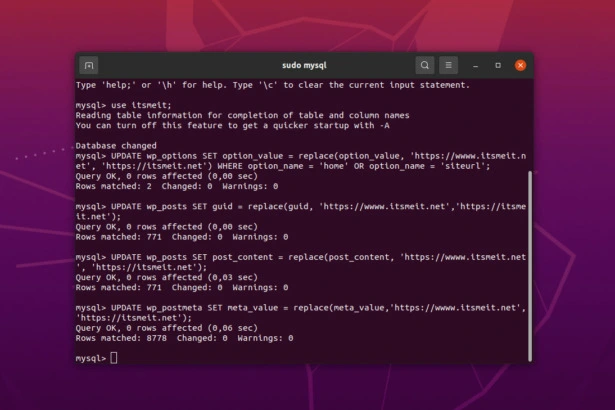 sudo mysql
Type 'help;' or '\h' for help. Type '\c' to clear the current input statement.
mysql> use itsmeit;
Reading table information for completion of table and column names
You can turn off this feature to get a quicker startup with -A
Database changed
mysql> UPDATE wp_options SET option_value = replace(option_value, 'https://wwww.itsmeit.n
et', 'https://itsmeit.net') WHERE option_name = 'home' OR option_name = 'siteurl';
Query OK, 0 rows affected (0,00 sec)
Rows matched: 2  Changed: 0  Warnings: 0
mysql> UPDATE wp_posts SET guid = replace(guid, 'https://wwww.itsmeit.net','https://itsme
it.net');
Query OK, 0 rows affected (0,00 sec)
Rows matched: 771  Changed: 0  Warnings: 0
mysql> UPDATE wp_posts SET post_content = replace(post_content, 'https://wwww.itsmeit.net
', 'https://itsmeit.net');
Query OK, 0 rows affected (0,03 sec)
Rows matched: 771  Changed: 0  Warnings: 0
mysql> UPDATE wp_postmeta SET meta_value = replace(meta_value,'https://wwww.itsmeit.net',
'https://itsmeit.net');
Query OK, 0 rows affected (0,06 sec)
Rows matched: 8778  Changed: 0  Warnings: 0
mysql>